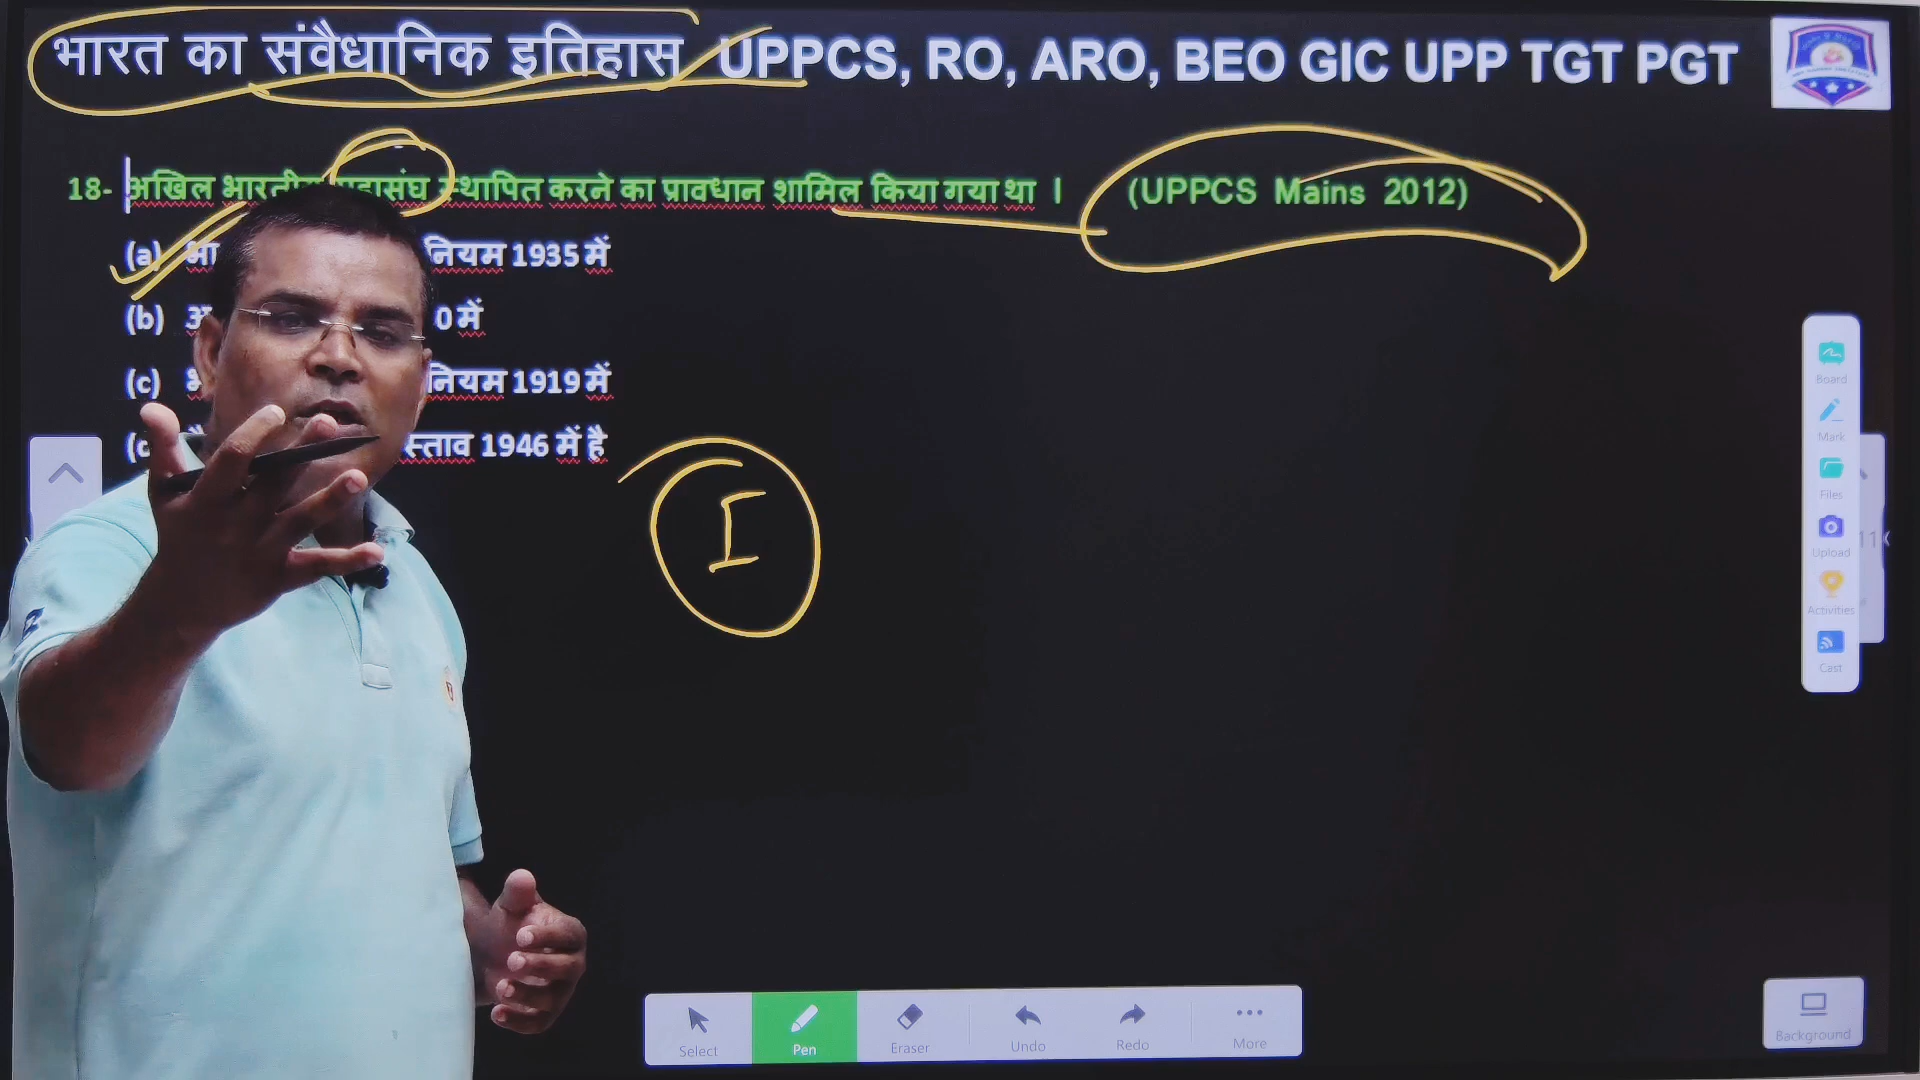 भारत का संवैधानिक इतिहास UPPCS, RO, ARO, BEO GIC UPP TGT PGT
18- अखिल भारतीय महासंघ स्थापित करने का प्रावधान शामिल किया गया था । (UPPCS Mains 2012)
(a) नियम 1935 में
(b) 0 में
(c) नियम 1919 में
स्ताव 1946 में है
I
Board
Mark
Files
Upload
11
Activities
Cast
Select
Pen
Eraser
Undo
Redo
More
Background